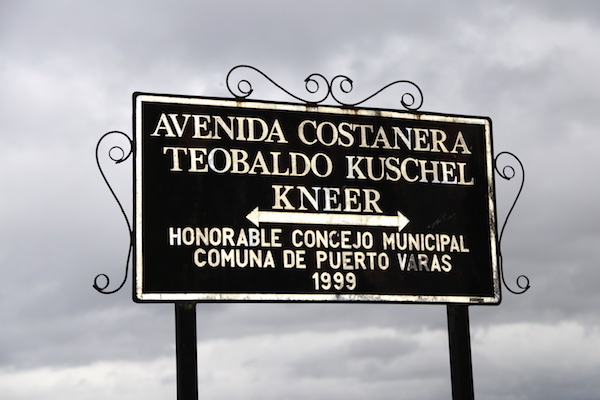 AVENIDA COSTANERA
TEOBALDO KUSCHEL
KNEER
HONORABLE CONCEJO MUNICIPAL
COMUNA DE PUERTO VARAS
1999